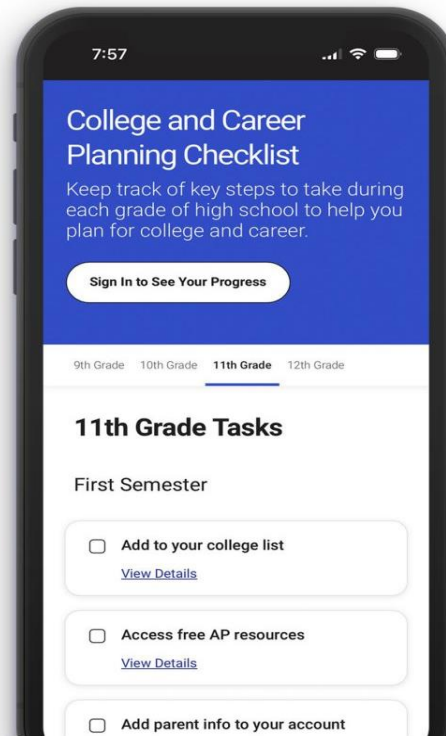 7:57
College and Career
Planning Checklist
Keep track of key steps to take during
each grade of high school to help you
plan for college and career.
Sign In to See Your Progress
9th Grade 10th Grade 11th Grade 12th Grade
11th Grade Tasks
First Semester
Add to your college list
View Details
Access free AP resources
View Details
Add parent info to your account